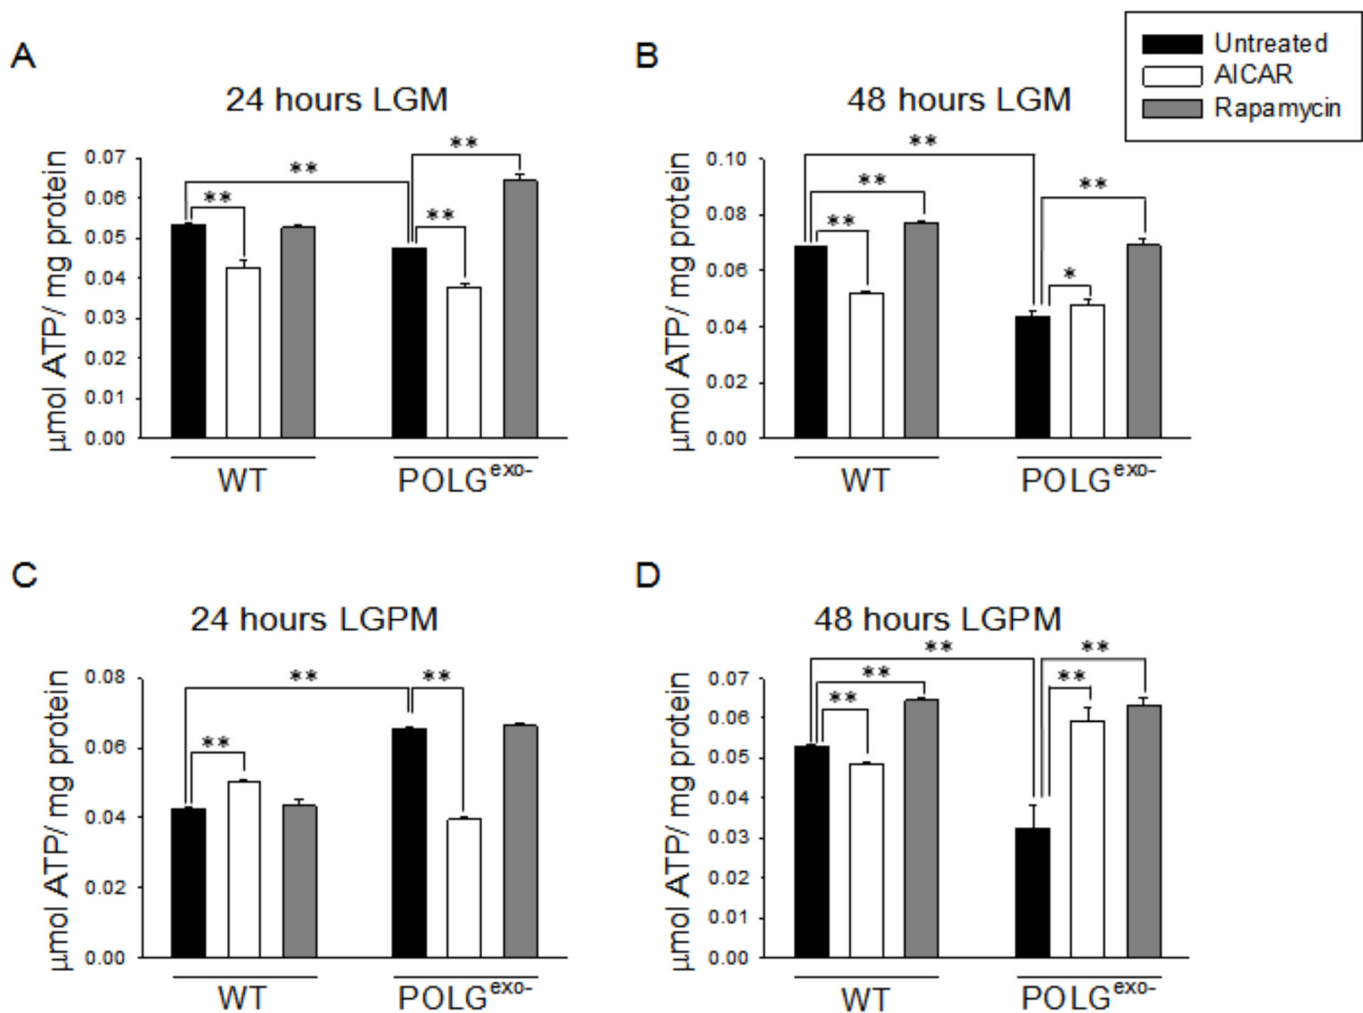 A
24 hours LGM
μmol ATP/ mg protein
0.07
0.06
0.05
0.04
0.03
0.02
0.01
0.00
**
**
**
**
WT
POLGexo-
B
48 hours LGM
μmol ATP/ mg protein
0.10
0.08
0.06
0.04
0.02
0.00
**
**
**
**
*
WT
POLGexo-
Untreated
AICAR
Rapamycin
C
24 hours LGPM
μmol ATP/ mg protein
0.08
0.06
0.04
0.02
0.00
**
**
**
WT
POLGexo-
D
48 hours LGPM
μmol ATP/ mg protein
0.07
0.06
0.05
0.04
0.03
0.02
0.01
0.00
**
**
**
**
**
WT
POLGexo-